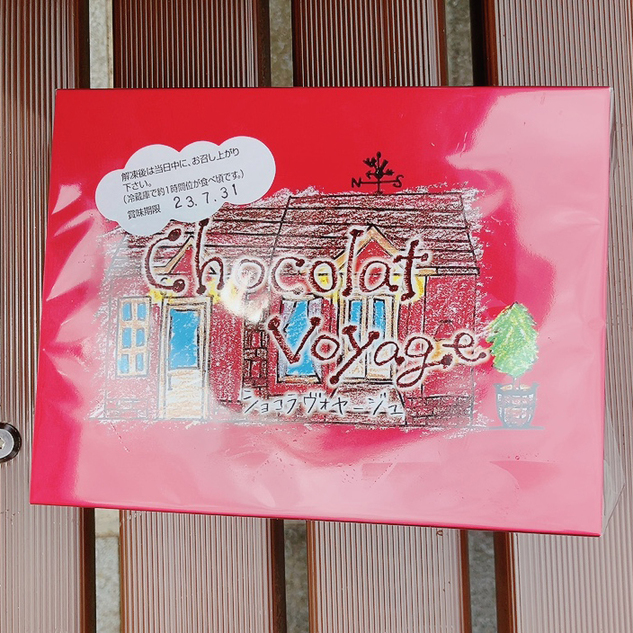 解凍後は当日中に、お召し上がり
下さい。
(冷蔵庫で約1時間位が食べ頃です。)
賞味期限 23.7.31
N S
Chocolat
Voyage
ショコラ ヴォヤージュ